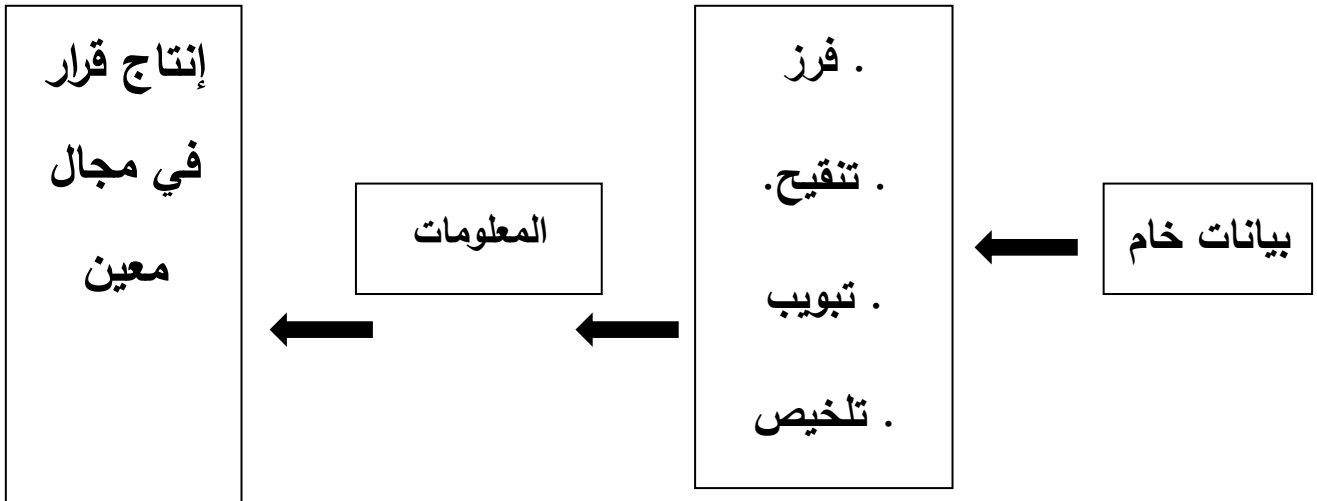 بيانات خام
. فرز
. تنقيح.
. تبويب
. تلخيص
المعلومات
إنتاج قرار
في مجال
معين